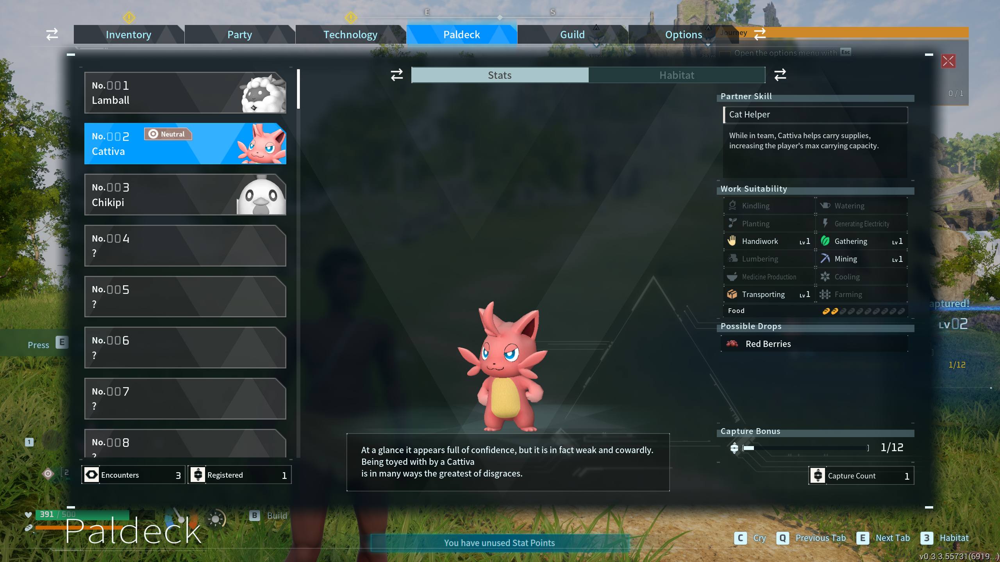 E
S
Inventory
Party
Technology
Paldeck
Guild
Options
Journey
Open the options menu with Esc.
0/1
175m
287m
Stats
Habitat
No.001
Lamball
No.002
Neutral
Cattiva
No.003
Chikipi
No.004
?
No.005
?
No.006
?
No.007
?
No.008
?
Encounters 3
Registered 1
Partner Skill
Cat Helper
While in team, Cattiva helps carry supplies,
increasing the player's max carrying capacity.
Work Suitability
Kindling
Watering
Planting
Generating Electricity
Handiwork Lv 1
Gathering Lv 1
Lumbering
Mining Lv 1
Medicine Production
Cooling
Transporting Lv 1
Farming
Food
Possible Drops
Red Berries
Capture Bonus
1/12
Capture Count 1
At a glance it appears full of confidence, but it is in fact weak and cowardly.
Being toyed with by a Cattiva
is in many ways the greatest of disgraces.
aptured!
LV 02
1/12
Press E
1
[2
391 / 500
B Build
Paldeck
You have unused Stat Points
C Cry
Q Previous Tab
E Next Tab
3 Habitat
v0.3.3.55731(6919...)